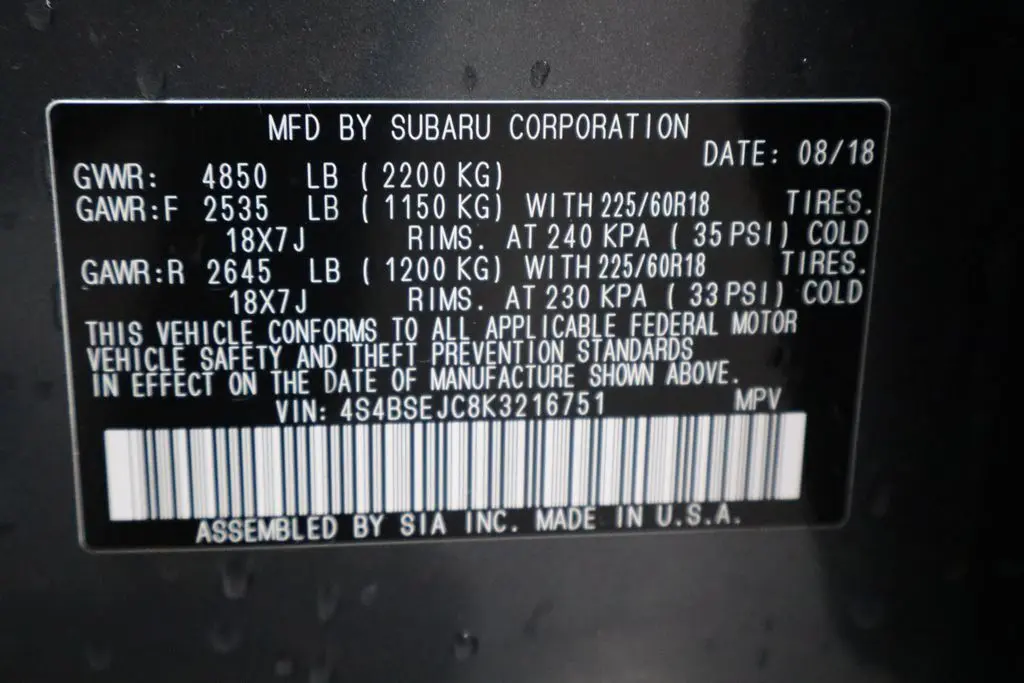 MFD BY SUBARU CORPORATION
DATE: 08/18
GVWR: 4850 LB ( 2200 KG)
GAWR:F 2535 LB ( 1150 KG) WITH 225/60R18 TIRES.
18X7J RIMS. AT 240 KPA ( 35 PSI) COLD
GAWR:R 2645 LB ( 1200 KG) WITH 225/60R18 TIRES.
18X7J RIMS. AT 230 KPA ( 33 PSI) COLD
THIS VEHICLE CONFORMS TO ALL APPLICABLE FEDERAL MOTOR
VEHICLE SAFETY AND THEFT PREVENTION STANDARDS
IN EFFECT ON THE DATE OF MANUFACTURE SHOWN ABOVE.
VIN: 4S4BSEJC8K3216751 MPV
ASSEMBLED BY SIA INC. MADE IN U.S.A.